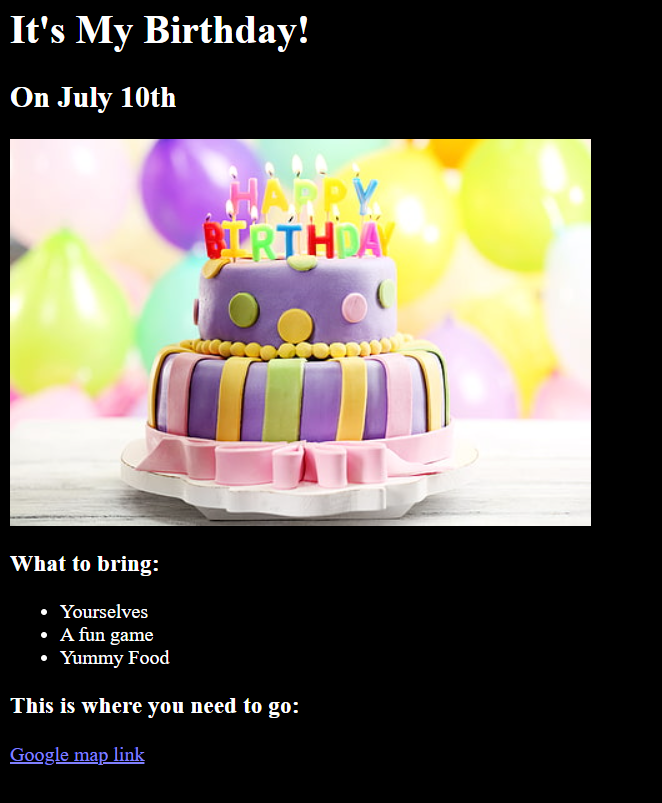 It's My Birthday!
On July 10th
HAPPY
BIRTHDAY
What to bring:
Yourselves
A fun game
Yummy Food
This is where you need to go:
Google map link